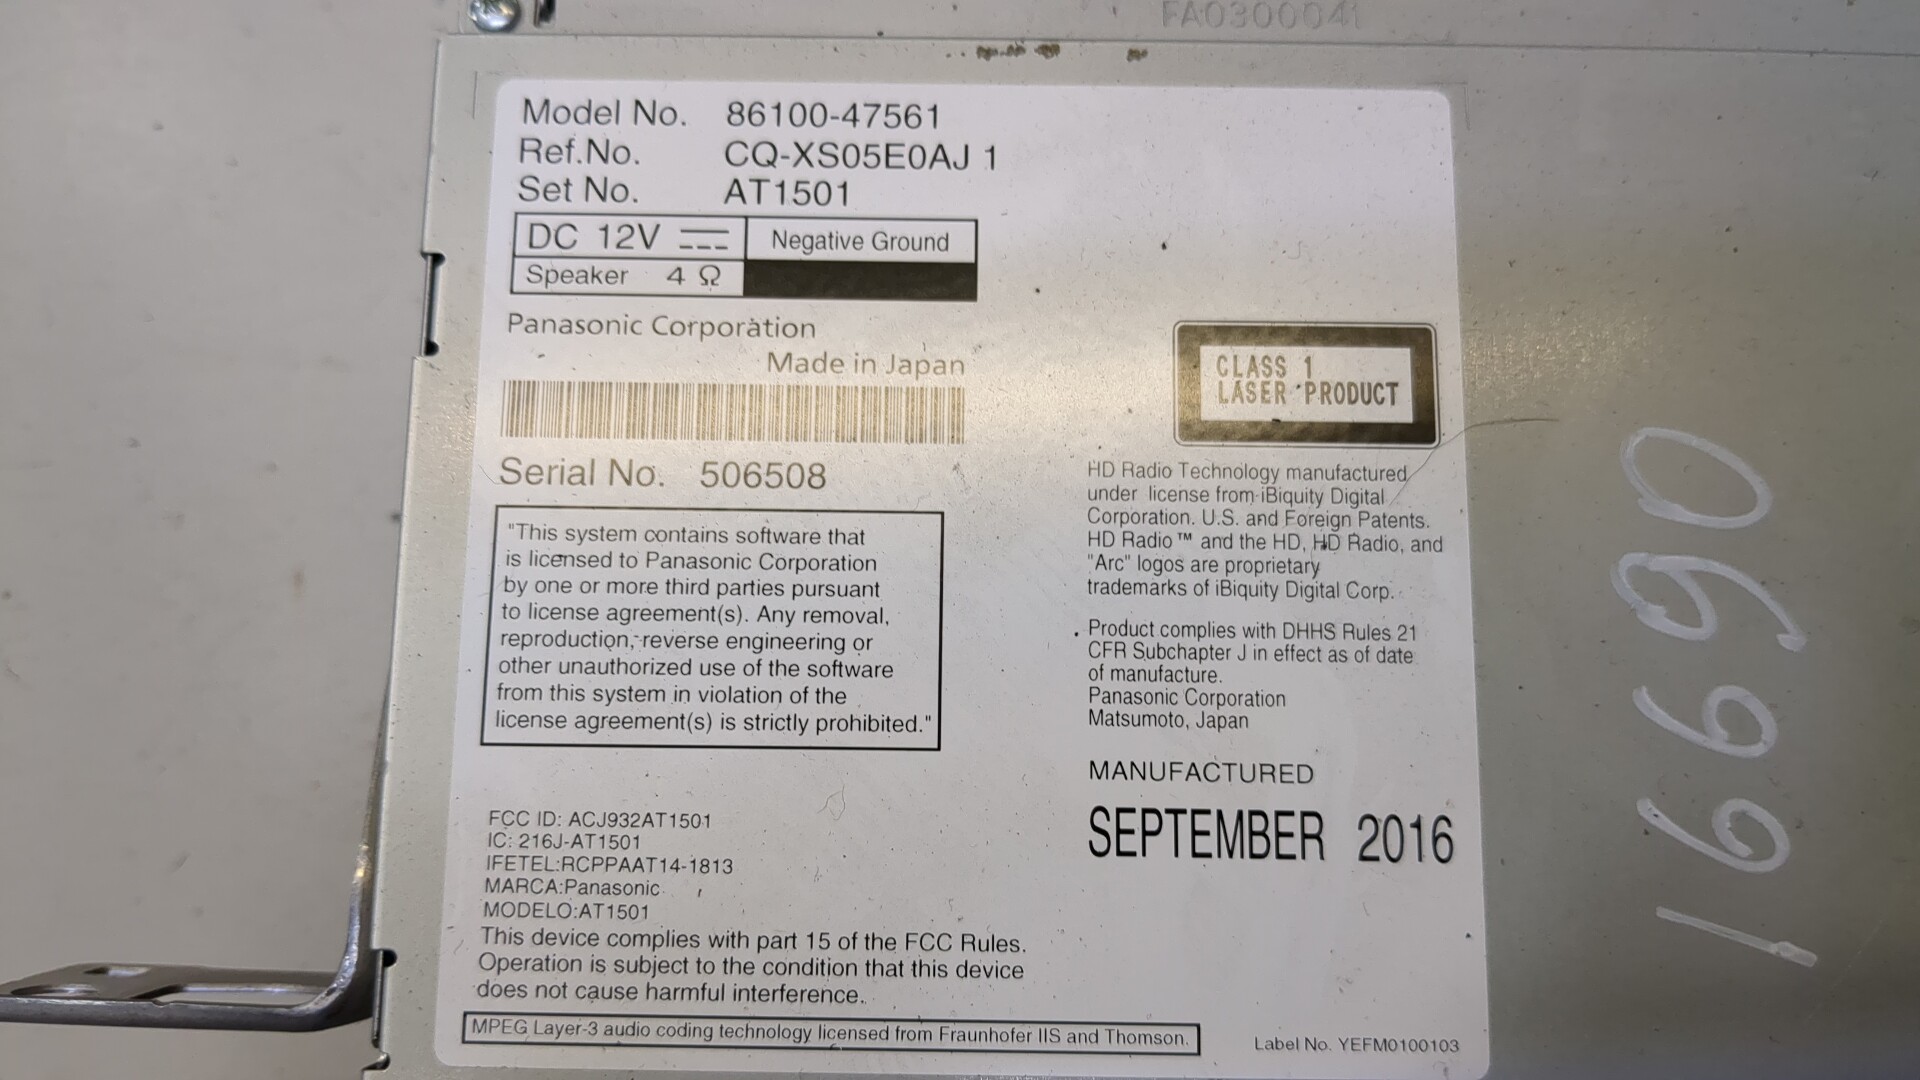 FA0300041
Model No. 86100-47561
Ref.No. CQ-XS05E0AJ 1
Set No. AT1501
DC 12V Negative Ground
Speaker 4 Ω
Panasonic Corporation
Made in Japan
CLASS 1
LASER PRODUCT
Serial No. 506508
"This system contains software that
is licensed to Panasonic Corporation
by one or more third parties pursuant
to license agreement(s). Any removal,
reproduction, reverse engineering or
other unauthorized use of the software
from this system in violation of the
license agreement(s) is strictly prohibited."
HD Radio Technology manufactured
under license from iBiquity Digital
Corporation. U.S. and Foreign Patents.
HD Radio™ and the HD, HD Radio, and
"Arc" logos are proprietary
trademarks of iBiquity Digital Corp.
Product complies with DHHS Rules 21
CFR Subchapter J in effect as of date
of manufacture.
Panasonic Corporation
Matsumoto, Japan
MANUFACTURED
SEPTEMBER 2016
FCC ID: ACJ932AT1501
IC: 216J-AT1501
IFETEL:RCPPAAT14-1813
MARCA:Panasonic
MODELO:AT1501
This device complies with part 15 of the FCC Rules.
Operation is subject to the condition that this device
does not cause harmful interference.
MPEG Layer-3 audio coding technology licensed from Fraunhofer IIS and Thomson.
Label No. YEFM0100103
16690